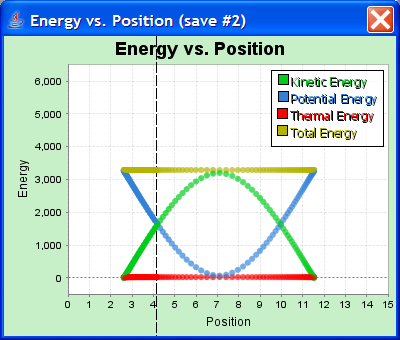 Energy vs. Position (save #2)
Energy vs. Position
Kinetic Energy
Potential Energy
Thermal Energy
Total Energy
6,000
5,000
4,000
3,000
2,000
1,000
0
Energy
0 1 2 3 4 5 6 7 8 9 10 11 12 13 14 15
Position